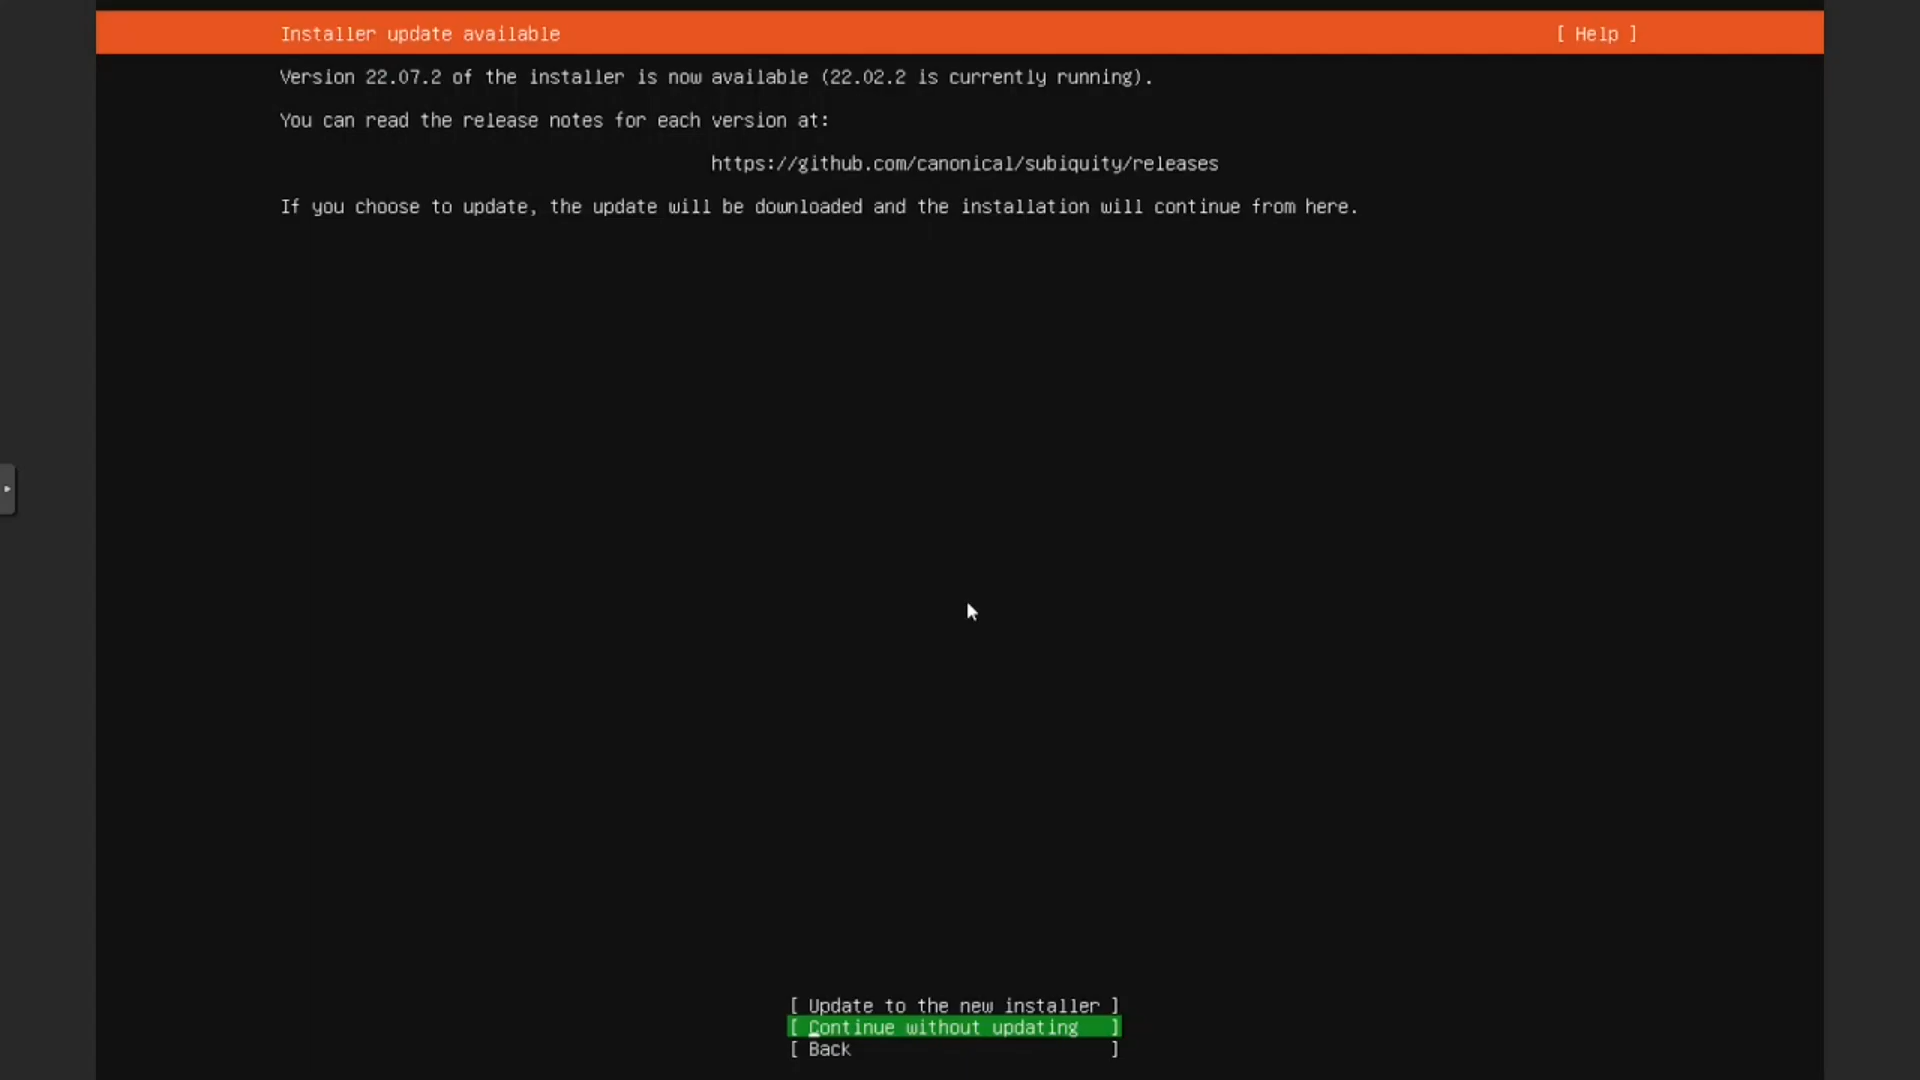 Installer update available [ Help ]
Version 22.07.2 of the installer is now available (22.02.2 is currently running).
You can read the release notes for each version at:
https://github.com/canonical/subiquity/releases
If you choose to update, the update will be downloaded and the installation will continue from here.
[ Update to the new installer ]
[ Continue without updating ]
[ Back ]